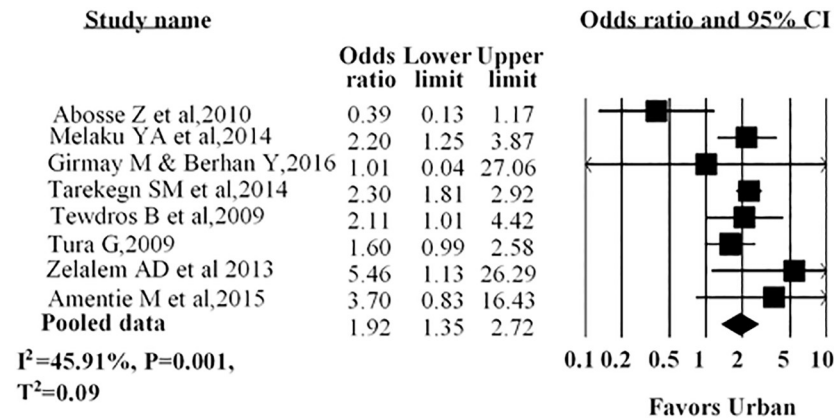 Study name Odds ratio and 95% CI
Odds Lower Upper
ratio limit limit
Abosse Z et al,2010 0.39 0.13 1.17
Melaku YA et al,2014 2.20 1.25 3.87
Girmay M & Berhan Y,2016 1.01 0.04 27.06
Tarekegn SM et al,2014 2.30 1.81 2.92
Tewdros B et al,2009 2.11 1.01 4.42
Tura G,2009 1.60 0.99 2.58
Zelalem AD et al 2013 5.46 1.13 26.29
Amentie M et al,2015 3.70 0.83 16.43
Pooled data 1.92 1.35 2.72
I²=45.91%, P=0.001,
0.1 0.2 0.5 1 2 5 10
T²=0.09
Favors Urban